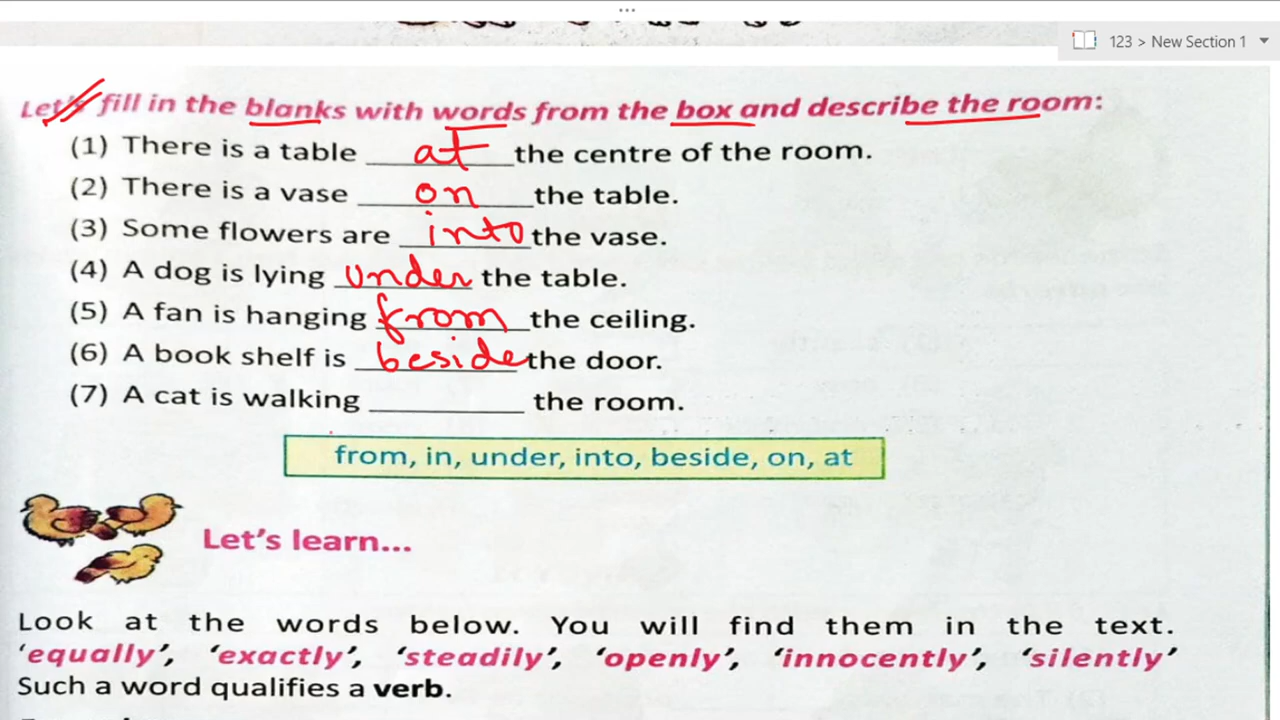 123 > New Section 1
Let's fill in the blanks with words from the box and describe the room:
(1) There is a table at the centre of the room.
(2) There is a vase on the table.
(3) Some flowers are into the vase.
(4) A dog is lying under the table.
(5) A fan is hanging from the ceiling.
(6) A book shelf is beside the door.
(7) A cat is walking __________ the room.
from, in, under, into, beside, on, at
Let's learn...
Look at the words below. You will find them in the text.
'equally', 'exactly', 'steadily', 'openly', 'innocently', 'silently'
Such a word qualifies a verb.